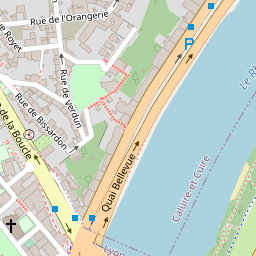 Rue de l'Orangerie
Rue Royet
P
Le Rh
Rue de Verdun
Rue de Bissardon
de la Boucle
Quai Bellevue
Caluire-et-Cuire
Lyon